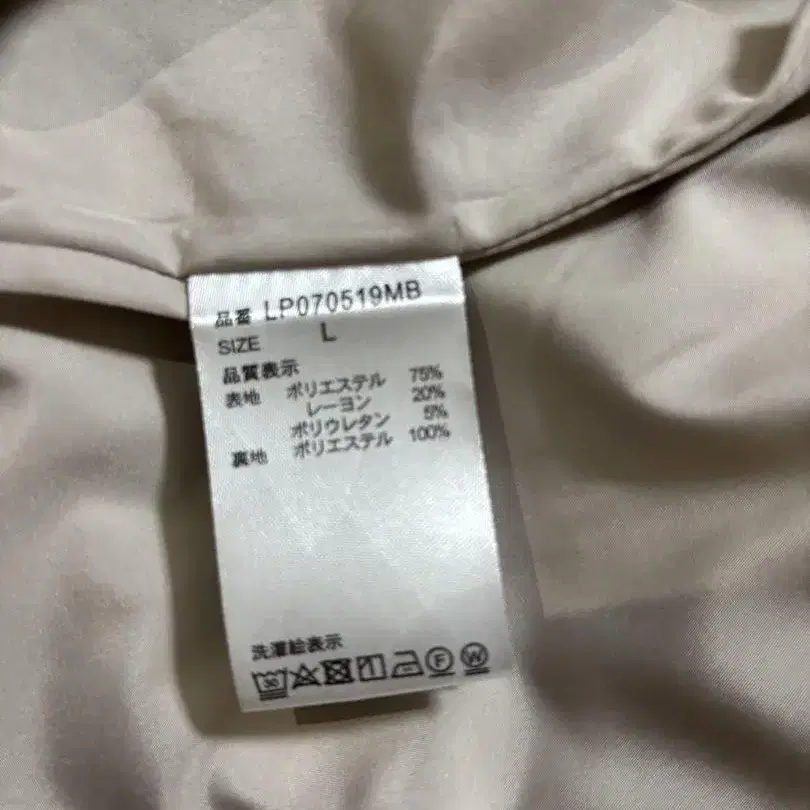 品番 LP070519MB
SIZE L
品質表示
表地 ポリエステル 75%
レーヨン 20%
ポリウレタン 5%
裏地 ポリエステル 100%
洗濯絵表示
30 F W